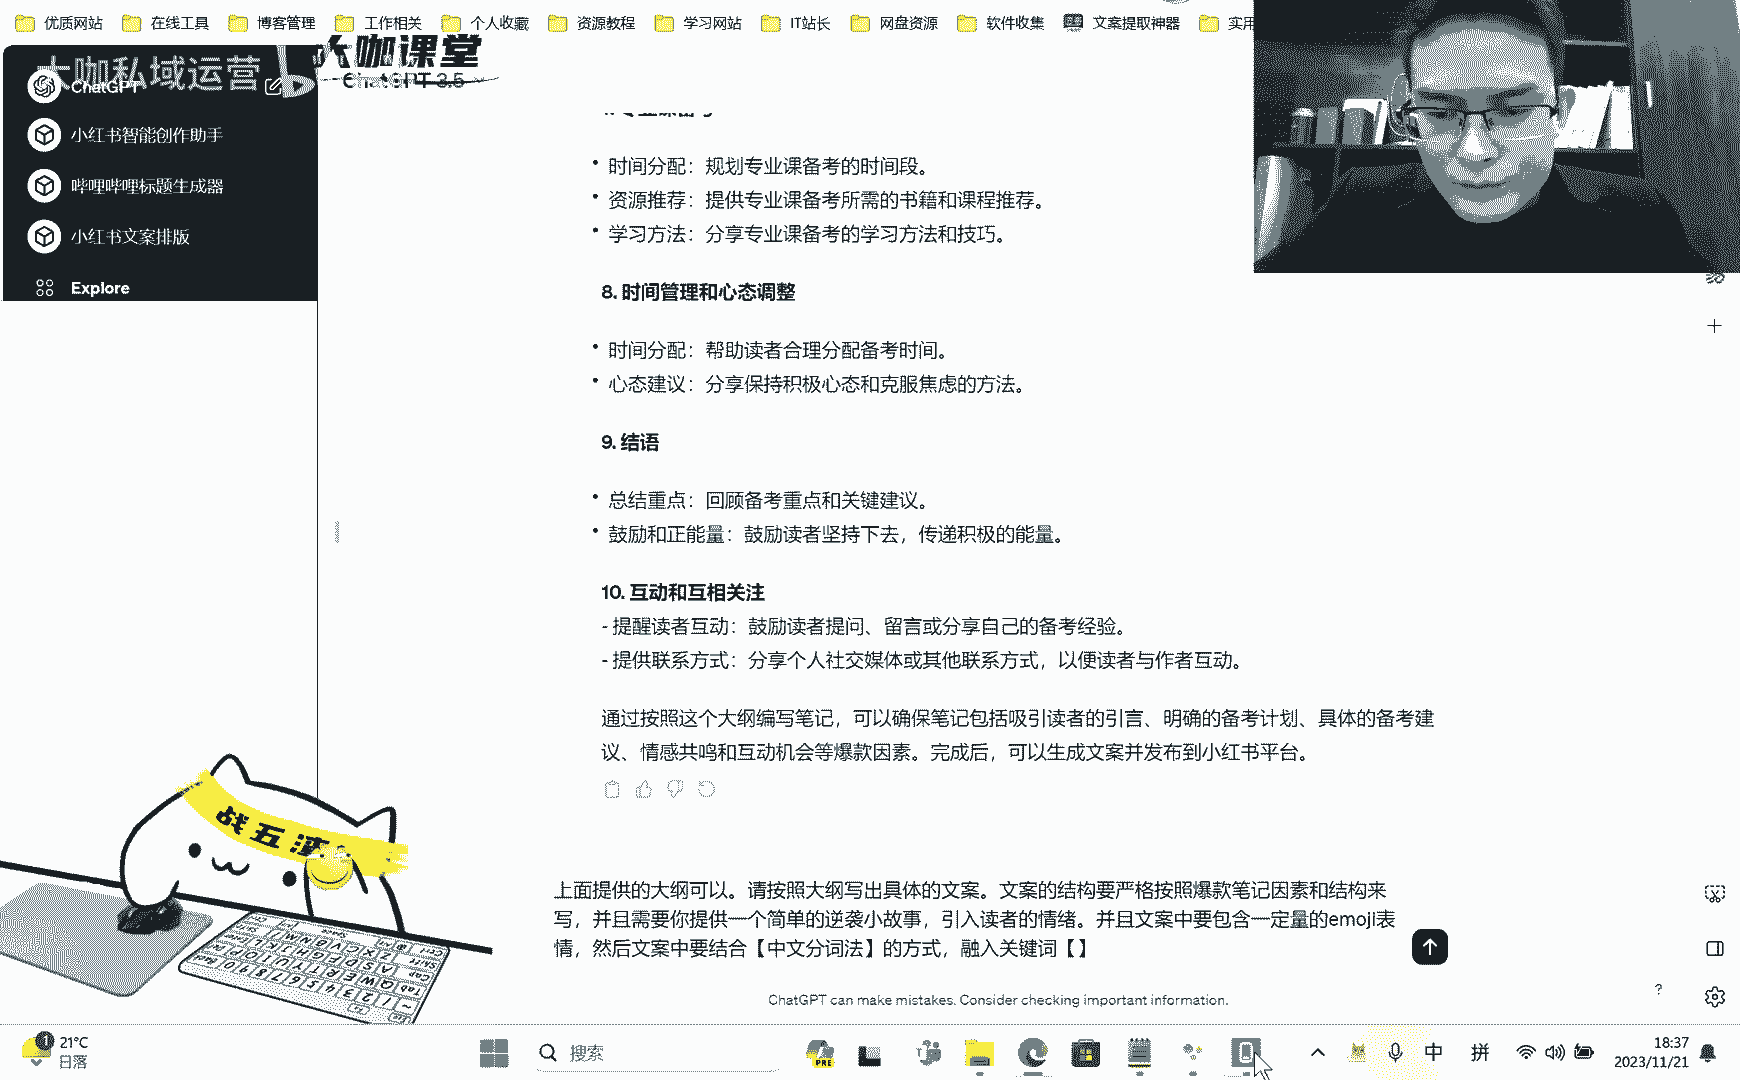 优质网站 在线工具 博客管理 工作相关 个人收藏 资源教程 学习网站 IT站长 网盘资源 软件收集 文案提取神器 实用
大咖私域运营
大咖课堂
ChatGPT
ChatGPT 3.5
小红书智能创作助手
哔哩哔哩标题生成器
小红书文案排版
Explore
时间分配：规划专业课备考的时间段。
资源推荐：提供专业课备考所需的书籍和课程推荐。
学习方法：分享专业课备考的学习方法和技巧。
8. 时间管理和心态调整
时间分配：帮助读者合理分配备考时间。
心态建议：分享保持积极心态和克服焦虑的方法。
9. 结语
总结重点：回顾备考重点和关键建议。
鼓励和正能量：鼓励读者坚持下去，传递积极的能量。
10. 互动和互相关注
- 提醒读者互动：鼓励读者提问、留言或分享自己的备考经验。
- 提供联系方式：分享个人社交媒体或其他联系方式，以便读者与作者互动。
通过按照这个大纲编写笔记，可以确保笔记包括吸引读者的引言、明确的备考计划、具体的备考建
议、情感共鸣和互动机会等爆款因素。完成后，可以生成文案并发布到小红书平台。
上面提供的大纲可以。请按照大纲写出具体的文案。文案的结构要严格按照爆款笔记因素和结构来
写，并且需要你提供一个简单的逆袭小故事，引入读者的情绪。并且文案中要包含一定量的emoji表
情，然后文案中要结合【中文分词法】的方式，融入关键词【】
ChatGPT can make mistakes. Consider checking important information.
?
战五渣
1
21°C
日落
搜索
PRE
中
拼
18:37
2023/11/21